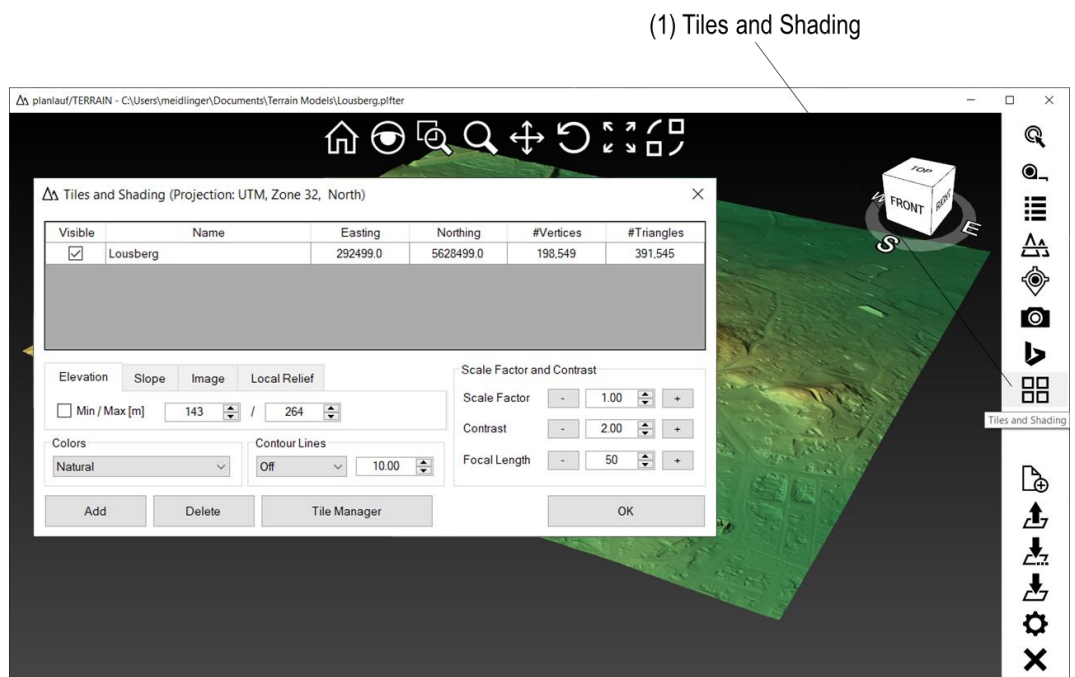 (1) Tiles and Shading
planlauf/TERRAIN - C:\Users\meidlinger\Documents\Terrain Models\Lousberg.plfter
TOP
FRONT
RIGHT
W
S
E
Tiles and Shading (Projection: UTM, Zone 32, North)
Visible Name Easting Northing #Vertices #Triangles
Lousberg 292499.0 5628499.0 198,549 391,545
Elevation Slope Image Local Relief
Min / Max [m] 143 / 264
Colors Contour Lines
Natural Off 10.00
Scale Factor and Contrast
Scale Factor - 1.00 +
Contrast - 2.00 +
Focal Length - 50 +
Add Delete Tile Manager OK
Tiles and Shading